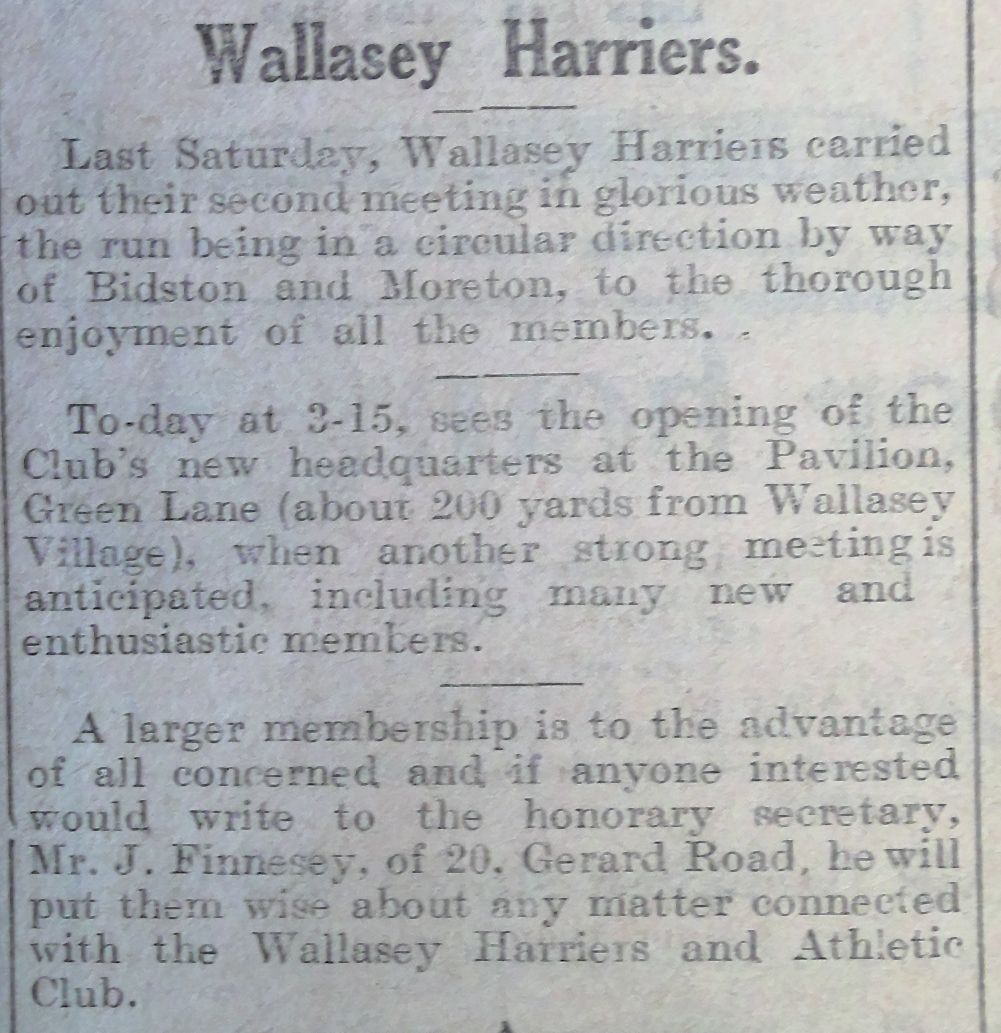 Wallasey Harriers.
Last Saturday, Wallasey Harriers carried
out their second meeting in glorious weather,
the run being in a circular direction by way
of Bidston and Moreton, to the thorough
enjoyment of all the members.
To-day at 3-15, sees the opening of the
Club's new headquarters at the Pavilion,
Green Lane (about 200 yards from Wallasey
Village), when another strong meeting is
anticipated, including many new and
enthusiastic members.
A larger membership is to the advantage
of all concerned and if anyone interested
would write to the honorary secretary,
Mr. J. Finnesey, of 20, Gerard Road, he will
put them wise about any matter connected
with the Wallasey Harriers and Athletic
Club.